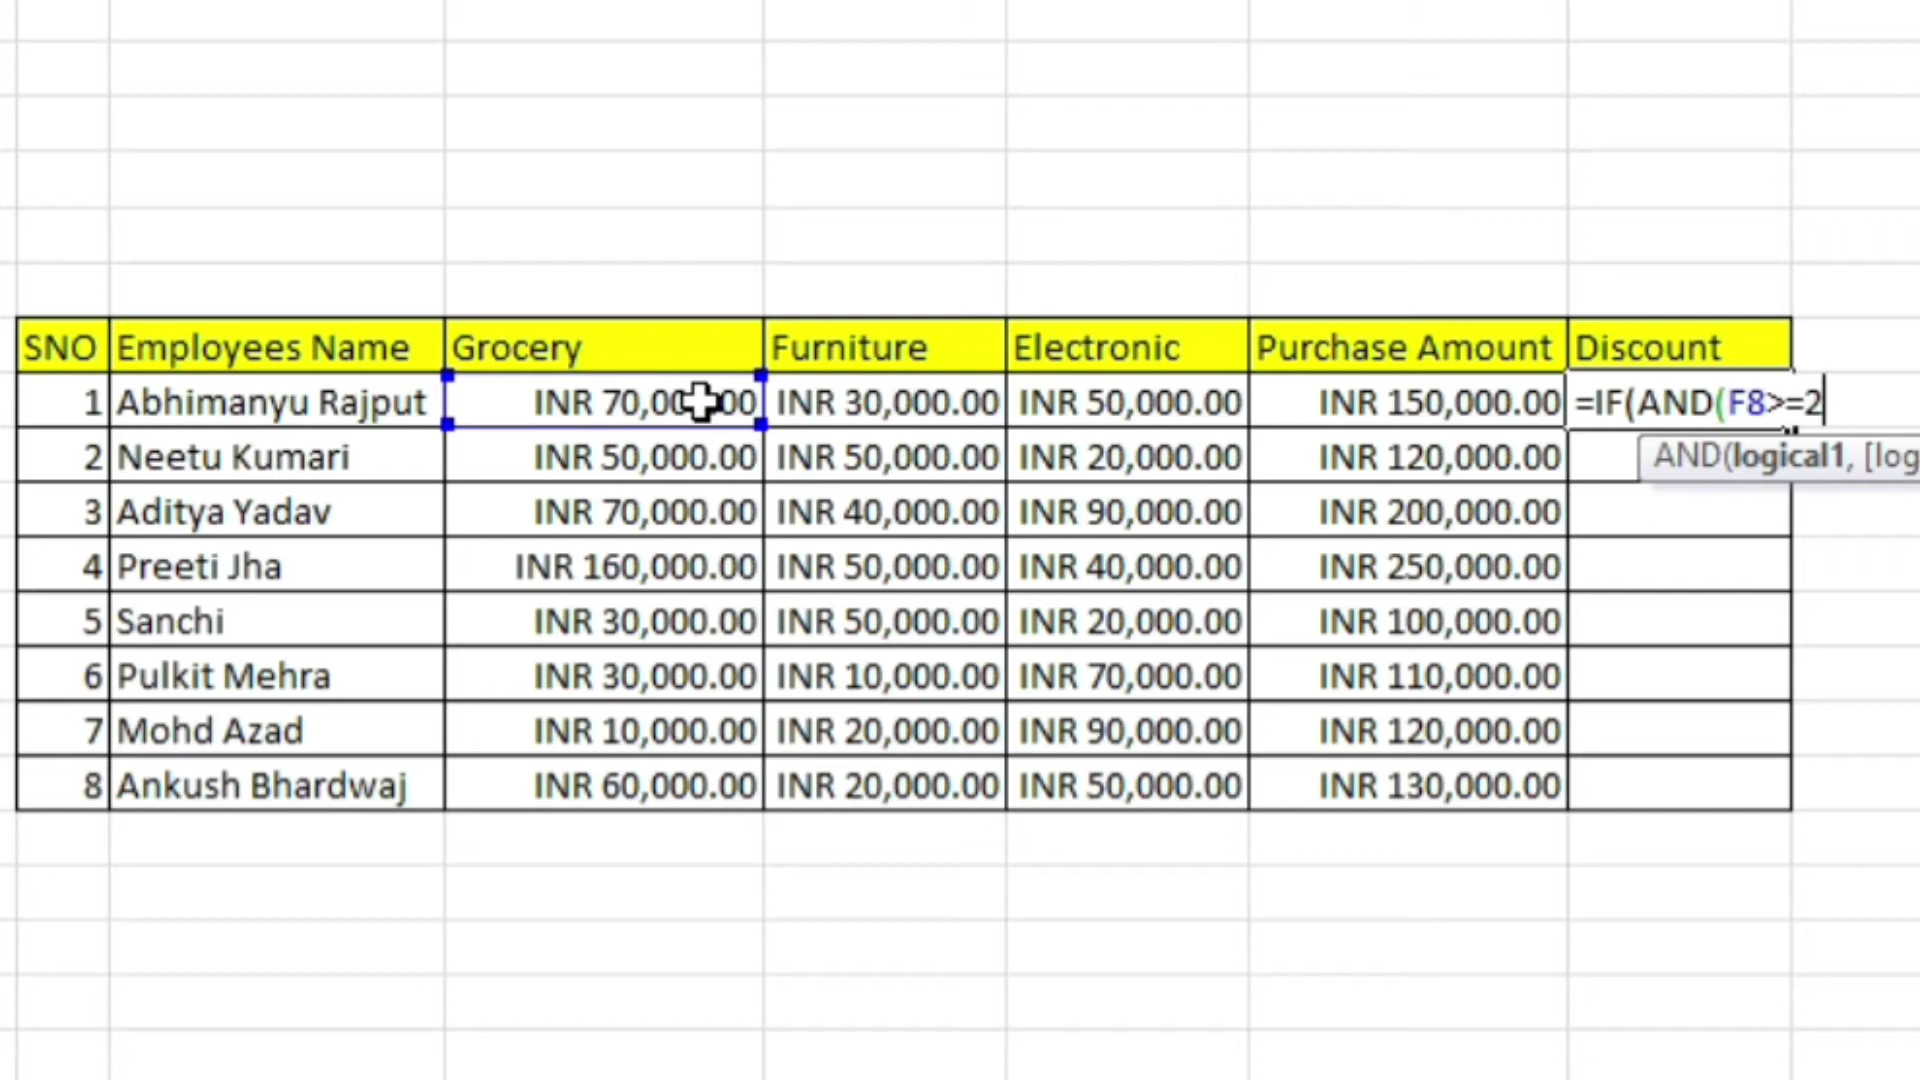 SNO Employees Name Grocery Furniture Electronic Purchase Amount Discount
1 Abhimanyu Rajput INR 70,00 00 INR 30,000.00 INR 50,000.00 INR 150,000.00 =IF(AND(F8>=2
AND(logical1, [log
2 Neetu Kumari INR 50,000.00 INR 50,000.00 INR 20,000.00 INR 120,000.00
3 Aditya Yadav INR 70,000.00 INR 40,000.00 INR 90,000.00 INR 200,000.00
4 Preeti Jha INR 160,000.00 INR 50,000.00 INR 40,000.00 INR 250,000.00
5 Sanchi INR 30,000.00 INR 50,000.00 INR 20,000.00 INR 100,000.00
6 Pulkit Mehra INR 30,000.00 INR 10,000.00 INR 70,000.00 INR 110,000.00
7 Mohd Azad INR 10,000.00 INR 20,000.00 INR 90,000.00 INR 120,000.00
8 Ankush Bhardwaj INR 60,000.00 INR 20,000.00 INR 50,000.00 INR 130,000.00